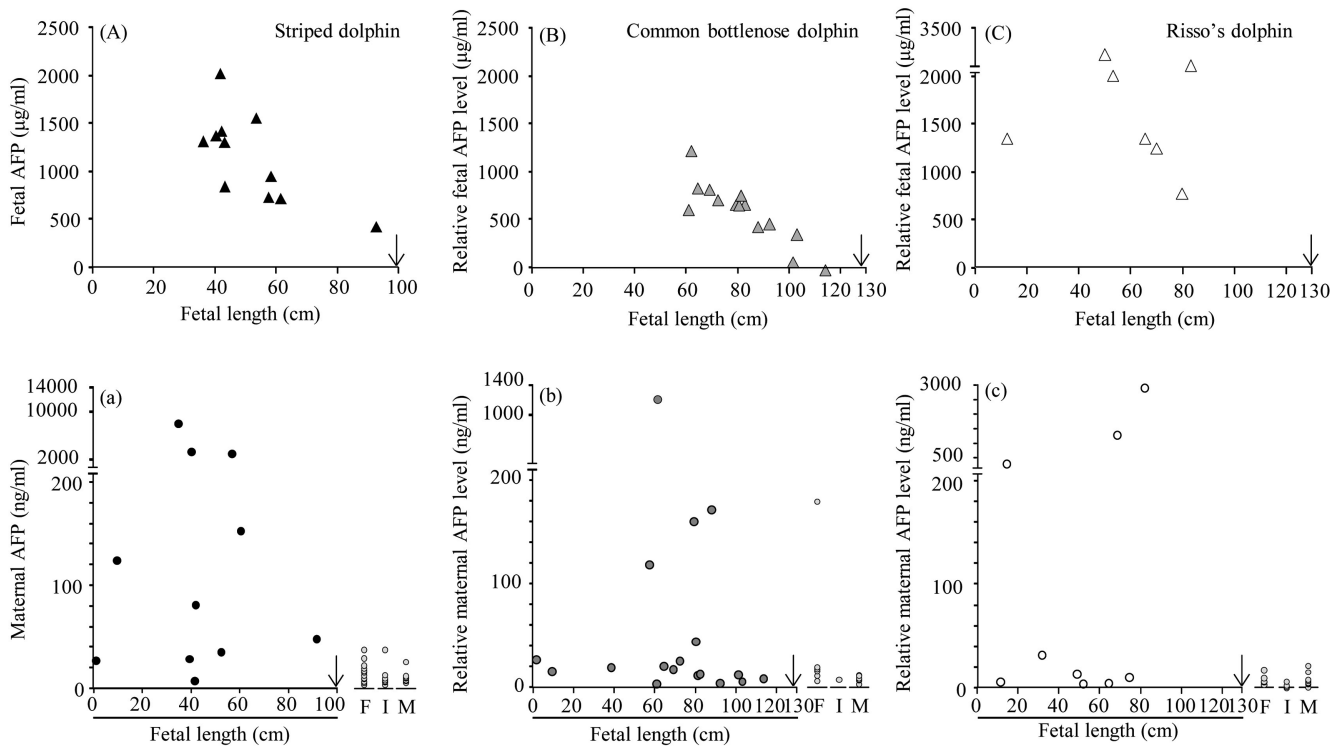 (A) Striped dolphin
Fetal AFP (μg/ml)
2500
2000
1500
1000
500
0
0 20 40 60 80 100
Fetal length (cm)
(B) Common bottlenose dolphin
Relative fetal AFP level (μg/ml)
2500
2000
1500
1000
500
0
0 20 40 60 80 100 120 130
Fetal length (cm)
(C) Risso's dolphin
Relative fetal AFP level (μg/ml)
3500
2000
1500
1000
500
0
0 20 40 60 80 100 120 130
Fetal length (cm)
(a)
Maternal AFP (ng/ml)
14000
10000
2000
200
100
0
0 20 40 60 80 100 F I M
Fetal length (cm)
(b)
Relative maternal AFP level (ng/ml)
1400
1000
200
100
0
0 20 40 60 80 100 120 130 F I M
Fetal length (cm)
(c)
Relative maternal AFP level (ng/ml)
3000
500
200
100
0
0 20 40 60 80 100 120 130 F I M
Fetal length (cm)